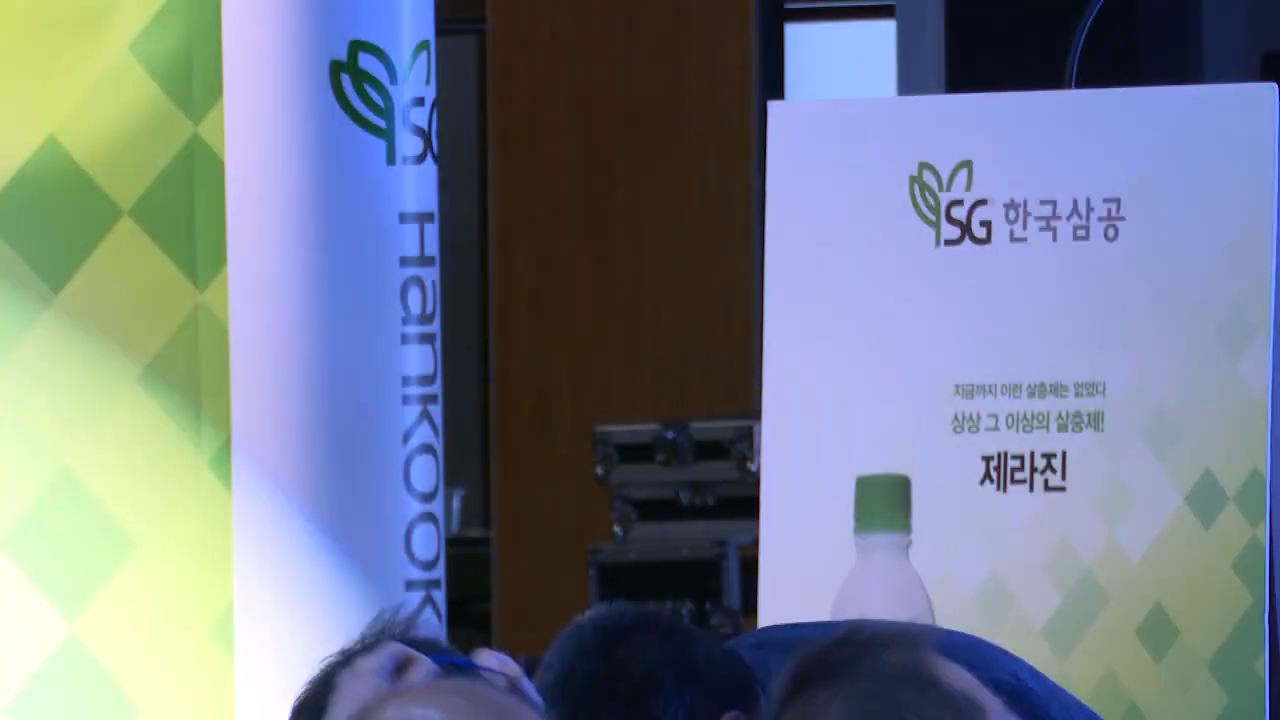 SG
Hankook
SG 한국삼공
지금까지 이런 살충제는 없었다
상상 그 이상의 살충제!
제라진